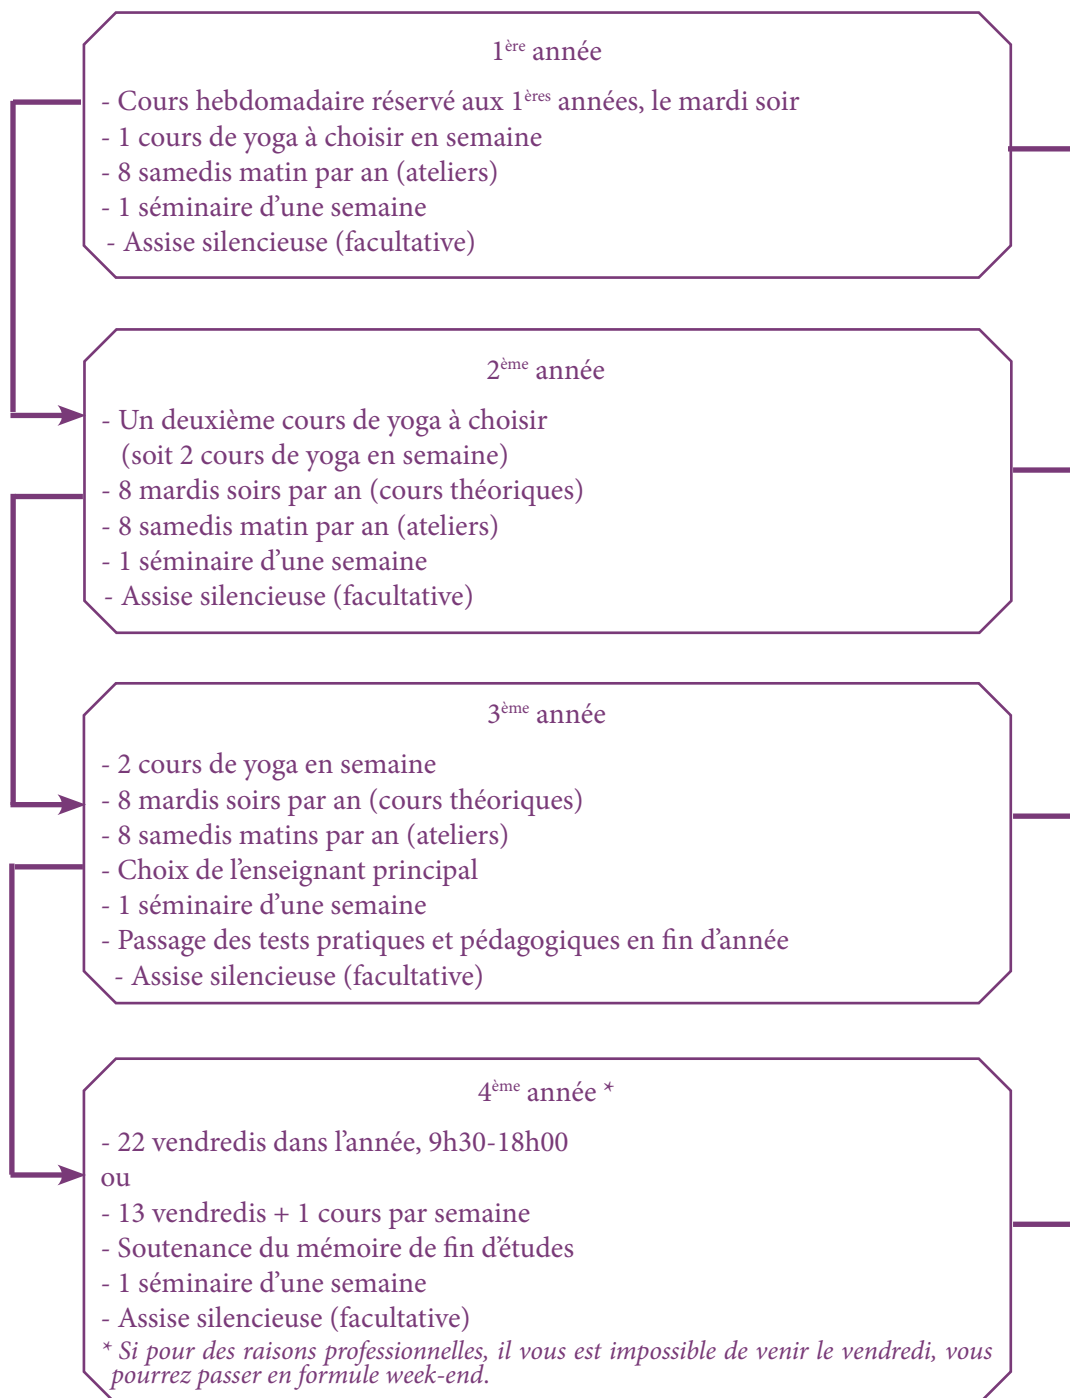 1ère année
- Cours hebdomadaire réservé aux 1ères années, le mardi soir
- 1 cours de yoga à choisir en semaine
- 8 samedis matin par an (ateliers)
- 1 séminaire d’une semaine
- Assise silencieuse (facultative)
2ème année
- Un deuxième cours de yoga à choisir
(soit 2 cours de yoga en semaine)
- 8 mardis soirs par an (cours théoriques)
- 8 samedis matin par an (ateliers)
- 1 séminaire d’une semaine
- Assise silencieuse (facultative)
3ème année
- 2 cours de yoga en semaine
- 8 mardis soirs par an (cours théoriques)
- 8 samedis matins par an (ateliers)
- Choix de l’enseignant principal
- 1 séminaire d’une semaine
- Passage des tests pratiques et pédagogiques en fin d’année
- Assise silencieuse (facultative)
4ème année *
- 22 vendredis dans l’année, 9h30-18h00
ou
- 13 vendredis + 1 cours par semaine
- Soutenance du mémoire de fin d’études
- 1 séminaire d’une semaine
- Assise silencieuse (facultative)
* Si pour des raisons professionnelles, il vous est impossible de venir le vendredi, vous
pourrez passer en formule week-end.